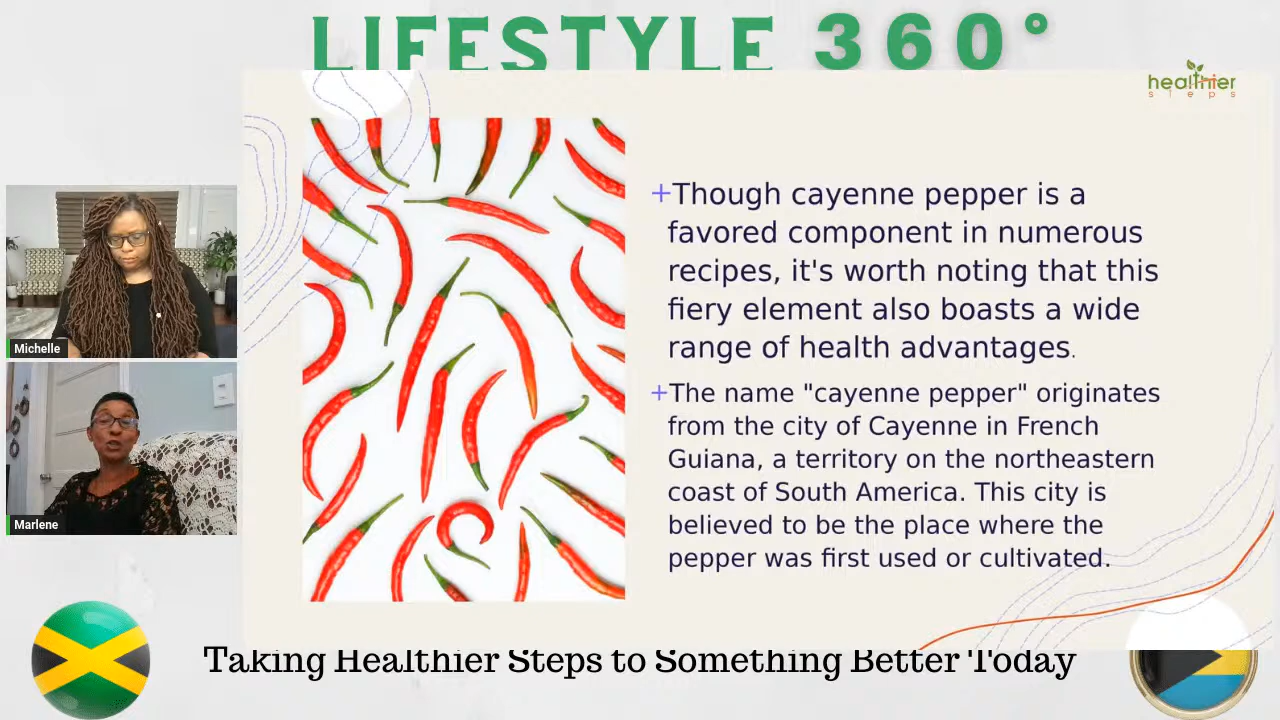 LIFESTYLE 360°
healthier
steps
+Though cayenne pepper is a
favored component in numerous
recipes, it's worth noting that this
fiery element also boasts a wide
range of health advantages.
+The name "cayenne pepper" originates
from the city of Cayenne in French
Guiana, a territory on the northeastern
coast of South America. This city is
believed to be the place where the
pepper was first used or cultivated.
Michelle
Marlene
Taking Healthier Steps to Something Better Today